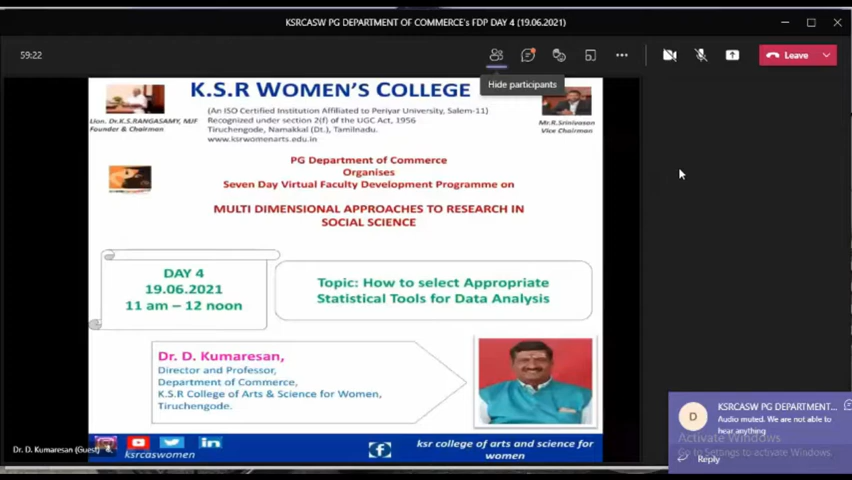 KSRCASW PG DEPARTMENT OF COMMERCE's FDP DAY 4 (19.06.2021)
59:22
Leave
Hide participants
K.S.R WOMEN'S COLLEGE
(An ISO Certified Institution Affiliated to Periyar University, Salem-11)
Recognized under section 2(f) of the UGC Act, 1956
Tiruchengode, Namakkal (Dt.), Tamilnadu.
www.ksrwomenarts.edu.in
Lion. Dr.K.S.RANGASAMY, MJF
Founder & Chairman
Mr.R.Srinivasan
Vice Chairman
PG Department of Commerce
Organises
Seven Day Virtual Faculty Development Programme on
MULTI DIMENSIONAL APPROACHES TO RESEARCH IN
SOCIAL SCIENCE
DAY 4
19.06.2021
11 am – 12 noon
Topic: How to select Appropriate
Statistical Tools for Data Analysis
Dr. D. Kumaresan,
Director and Professor,
Department of Commerce,
K.S.R College of Arts & Science for Women,
Tiruchengode.
KSRCASW PG DEPARTMENT...
D
Audio muted. We are not able to
hear anything
Activate Windows
Go to Settings to activate Windows.
Reply
Dr. D. Kumaresan (Guest)
ksrcaswomen
in
f
ksr college of arts and science for
women